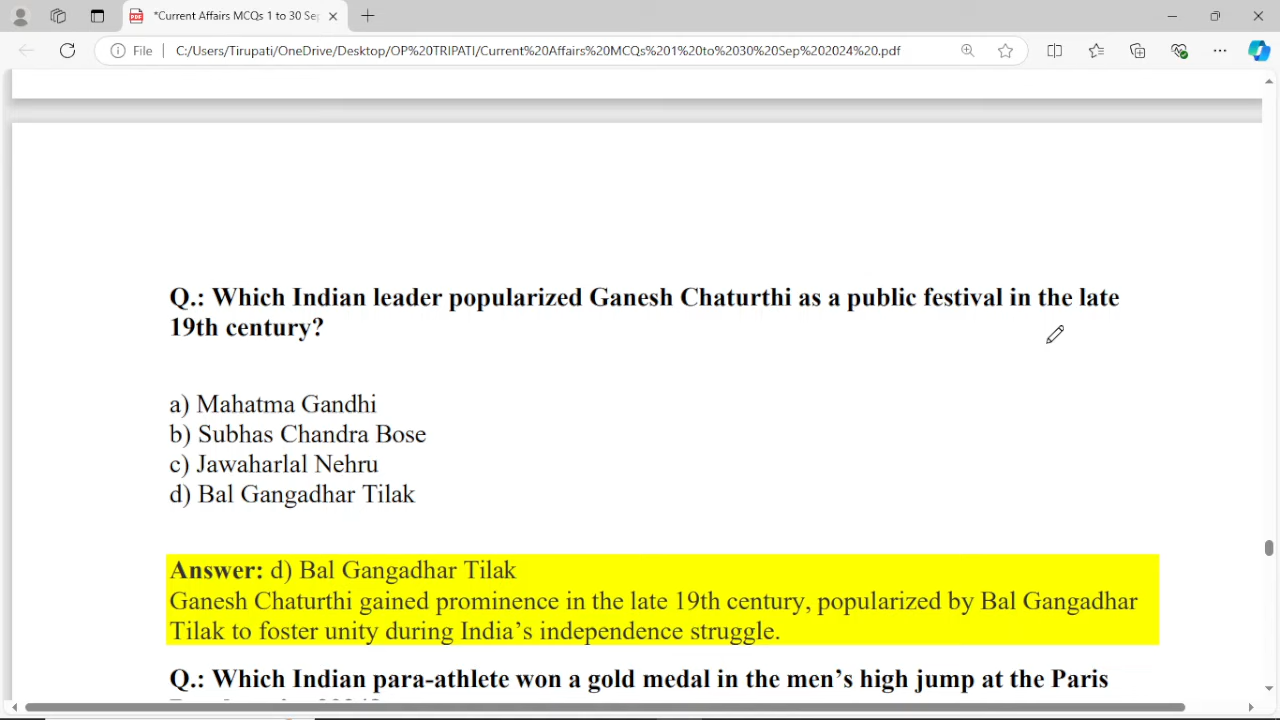 *Current Affairs MCQs 1 to 30 Se
File C:/Users/Tirupati/OneDrive/Desktop/OP%20TRIPATI/Current%20Affairs%20MCQs%201%20to%2030%20Sep%202024%20.pdf
Q.: Which Indian leader popularized Ganesh Chaturthi as a public festival in the late
19th century?
a) Mahatma Gandhi
b) Subhas Chandra Bose
c) Jawaharlal Nehru
d) Bal Gangadhar Tilak
Answer: d) Bal Gangadhar Tilak
Ganesh Chaturthi gained prominence in the late 19th century, popularized by Bal Gangadhar
Tilak to foster unity during India’s independence struggle.
Q.: Which Indian para-athlete won a gold medal in the men’s high jump at the Paris